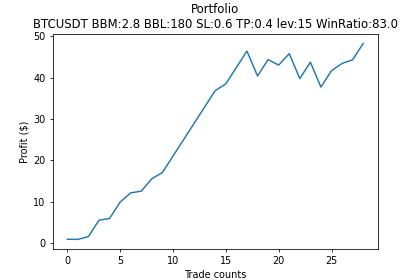 Portfolio
BTCUSDT BBM:2.8 BBL:180 SL:0.6 TP:0.4 lev:15 WinRatio:83.0
50
40
30
20
10
0
Profit ($)
0 5 10 15 20 25
Trade counts